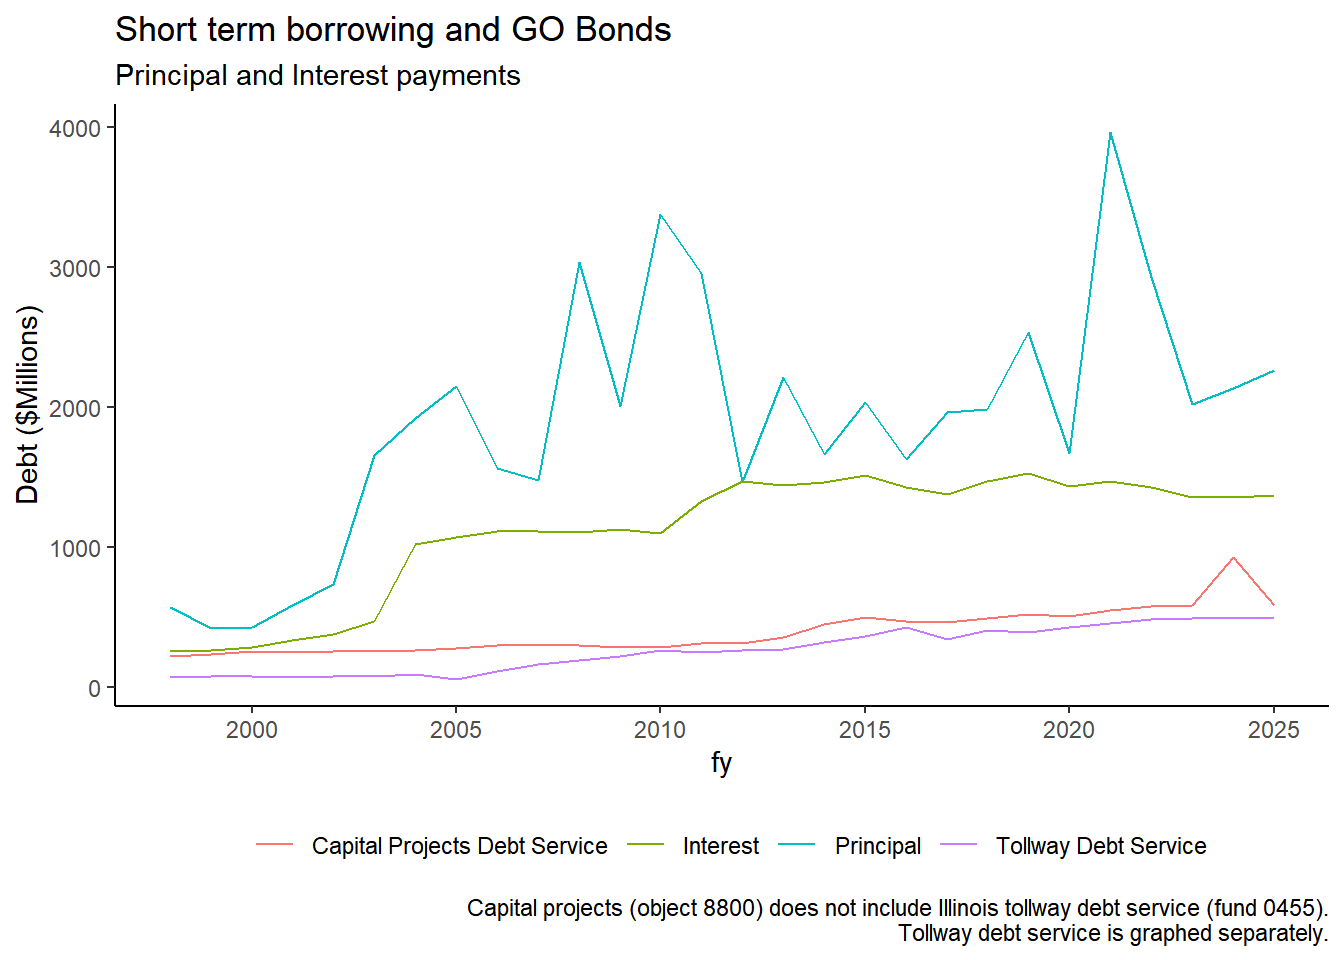 Short term borrowing and GO Bonds
Principal and Interest payments
Debt ($Millions)
4000
3000
2000
1000
0
2000 2005 2010 2015 2020 2025
fy
Capital Projects Debt Service Interest Principal Tollway Debt Service
Capital projects (object 8800) does not include Illinois tollway debt service (fund 0455).
Tollway debt service is graphed separately.